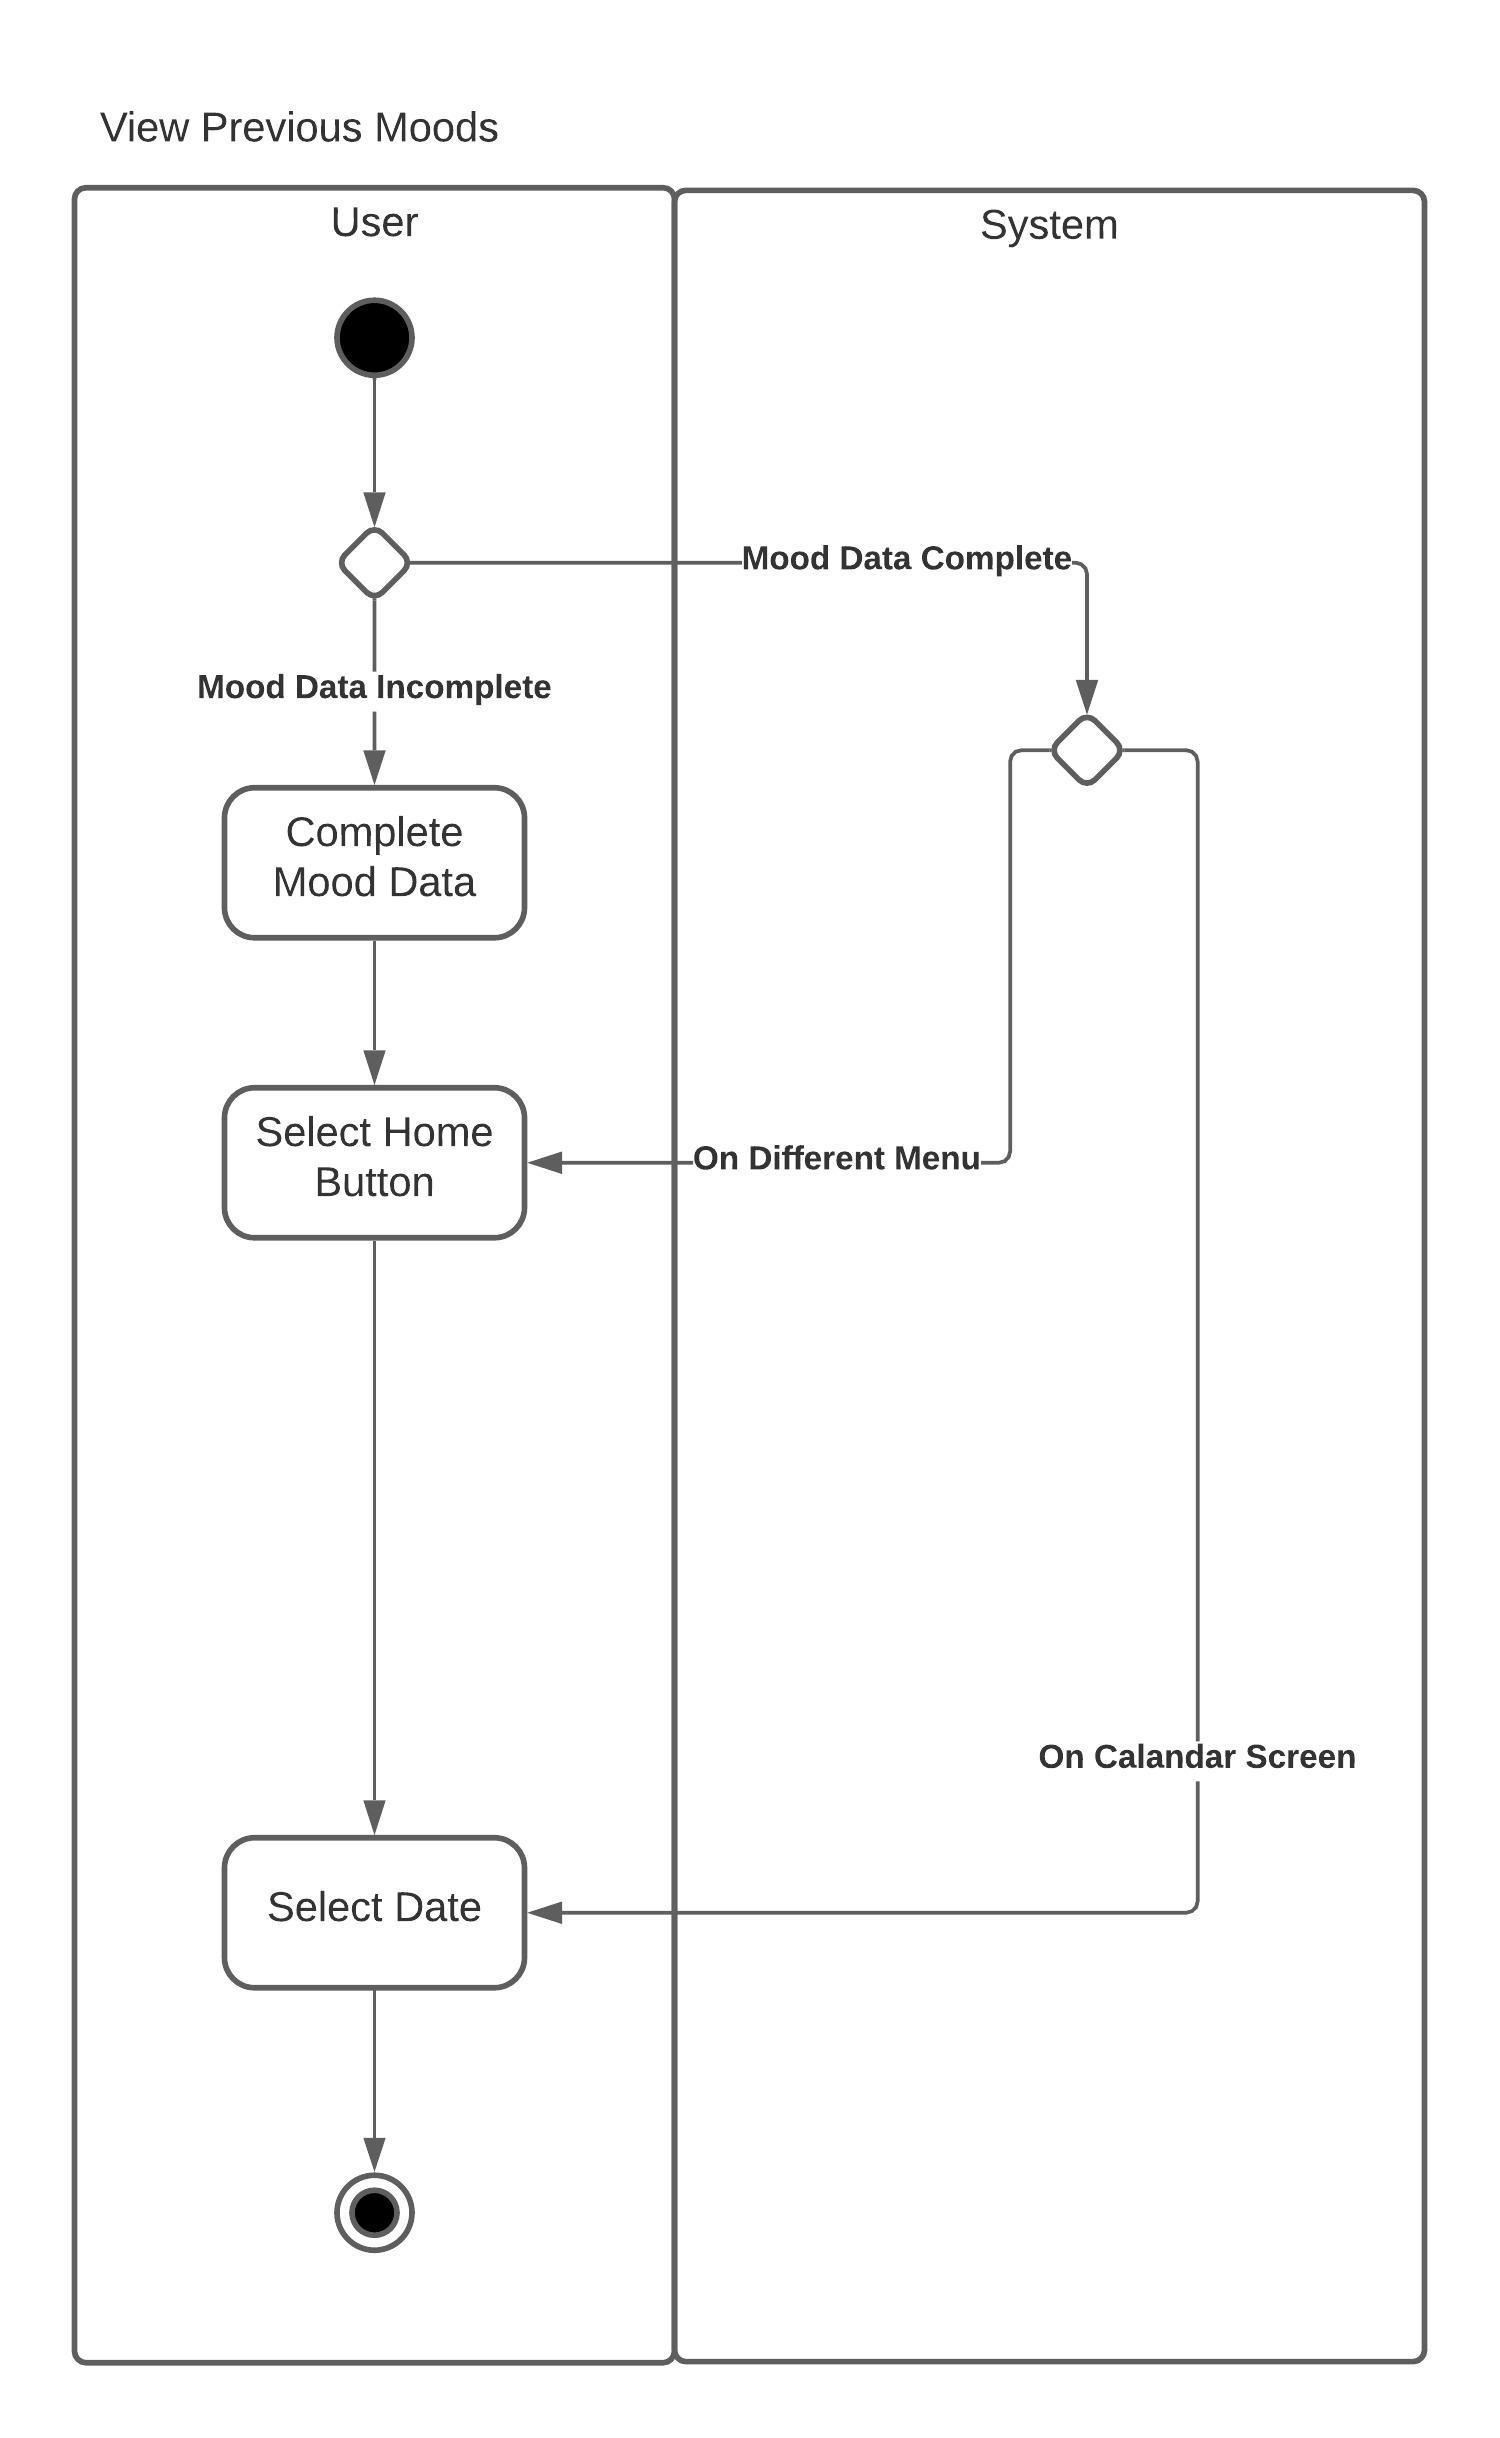 View Previous Moods
User
System
Mood Data Complete
Mood Data Incomplete
Complete
Mood Data
Select Home
Button
On Different Menu
On Calandar Screen
Select Date